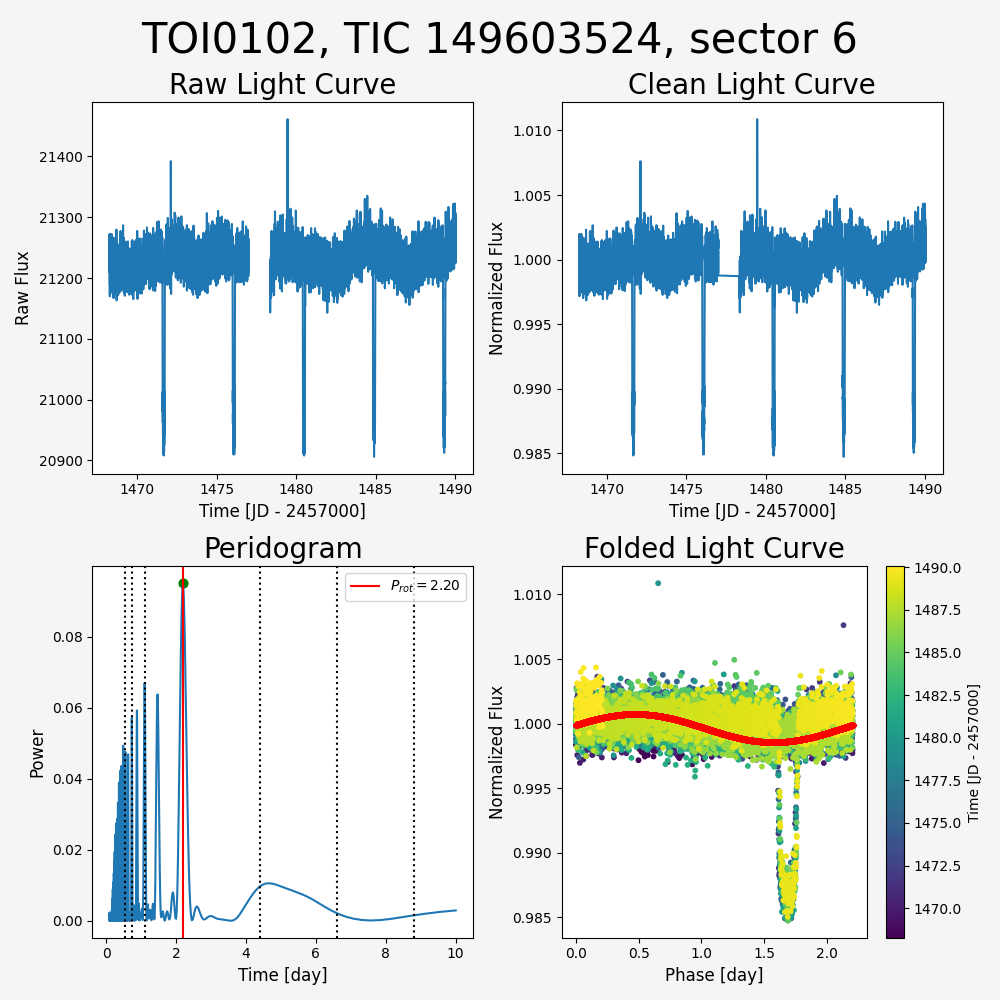 TOI0102, TIC 149603524, sector 6
Raw Light Curve
Raw Flux
21400
21300
21200
21100
21000
20900
1470 1475 1480 1485 1490
Time [JD - 2457000]
Clean Light Curve
Normalized Flux
1.010
1.005
1.000
0.995
0.990
0.985
1470 1475 1480 1485 1490
Time [JD - 2457000]
Peridogram
Power
0.08
0.06
0.04
0.02
0.00
P_rot = 2.20
0 2 4 6 8 10
Time [day]
Folded Light Curve
Normalized Flux
1.010
1.005
1.000
0.995
0.990
0.985
0.0 0.5 1.0 1.5 2.0
Phase [day]
1490.0
1487.5
1485.0
1482.5
1480.0
1477.5
1475.0
1472.5
1470.0
Time [JD - 2457000]